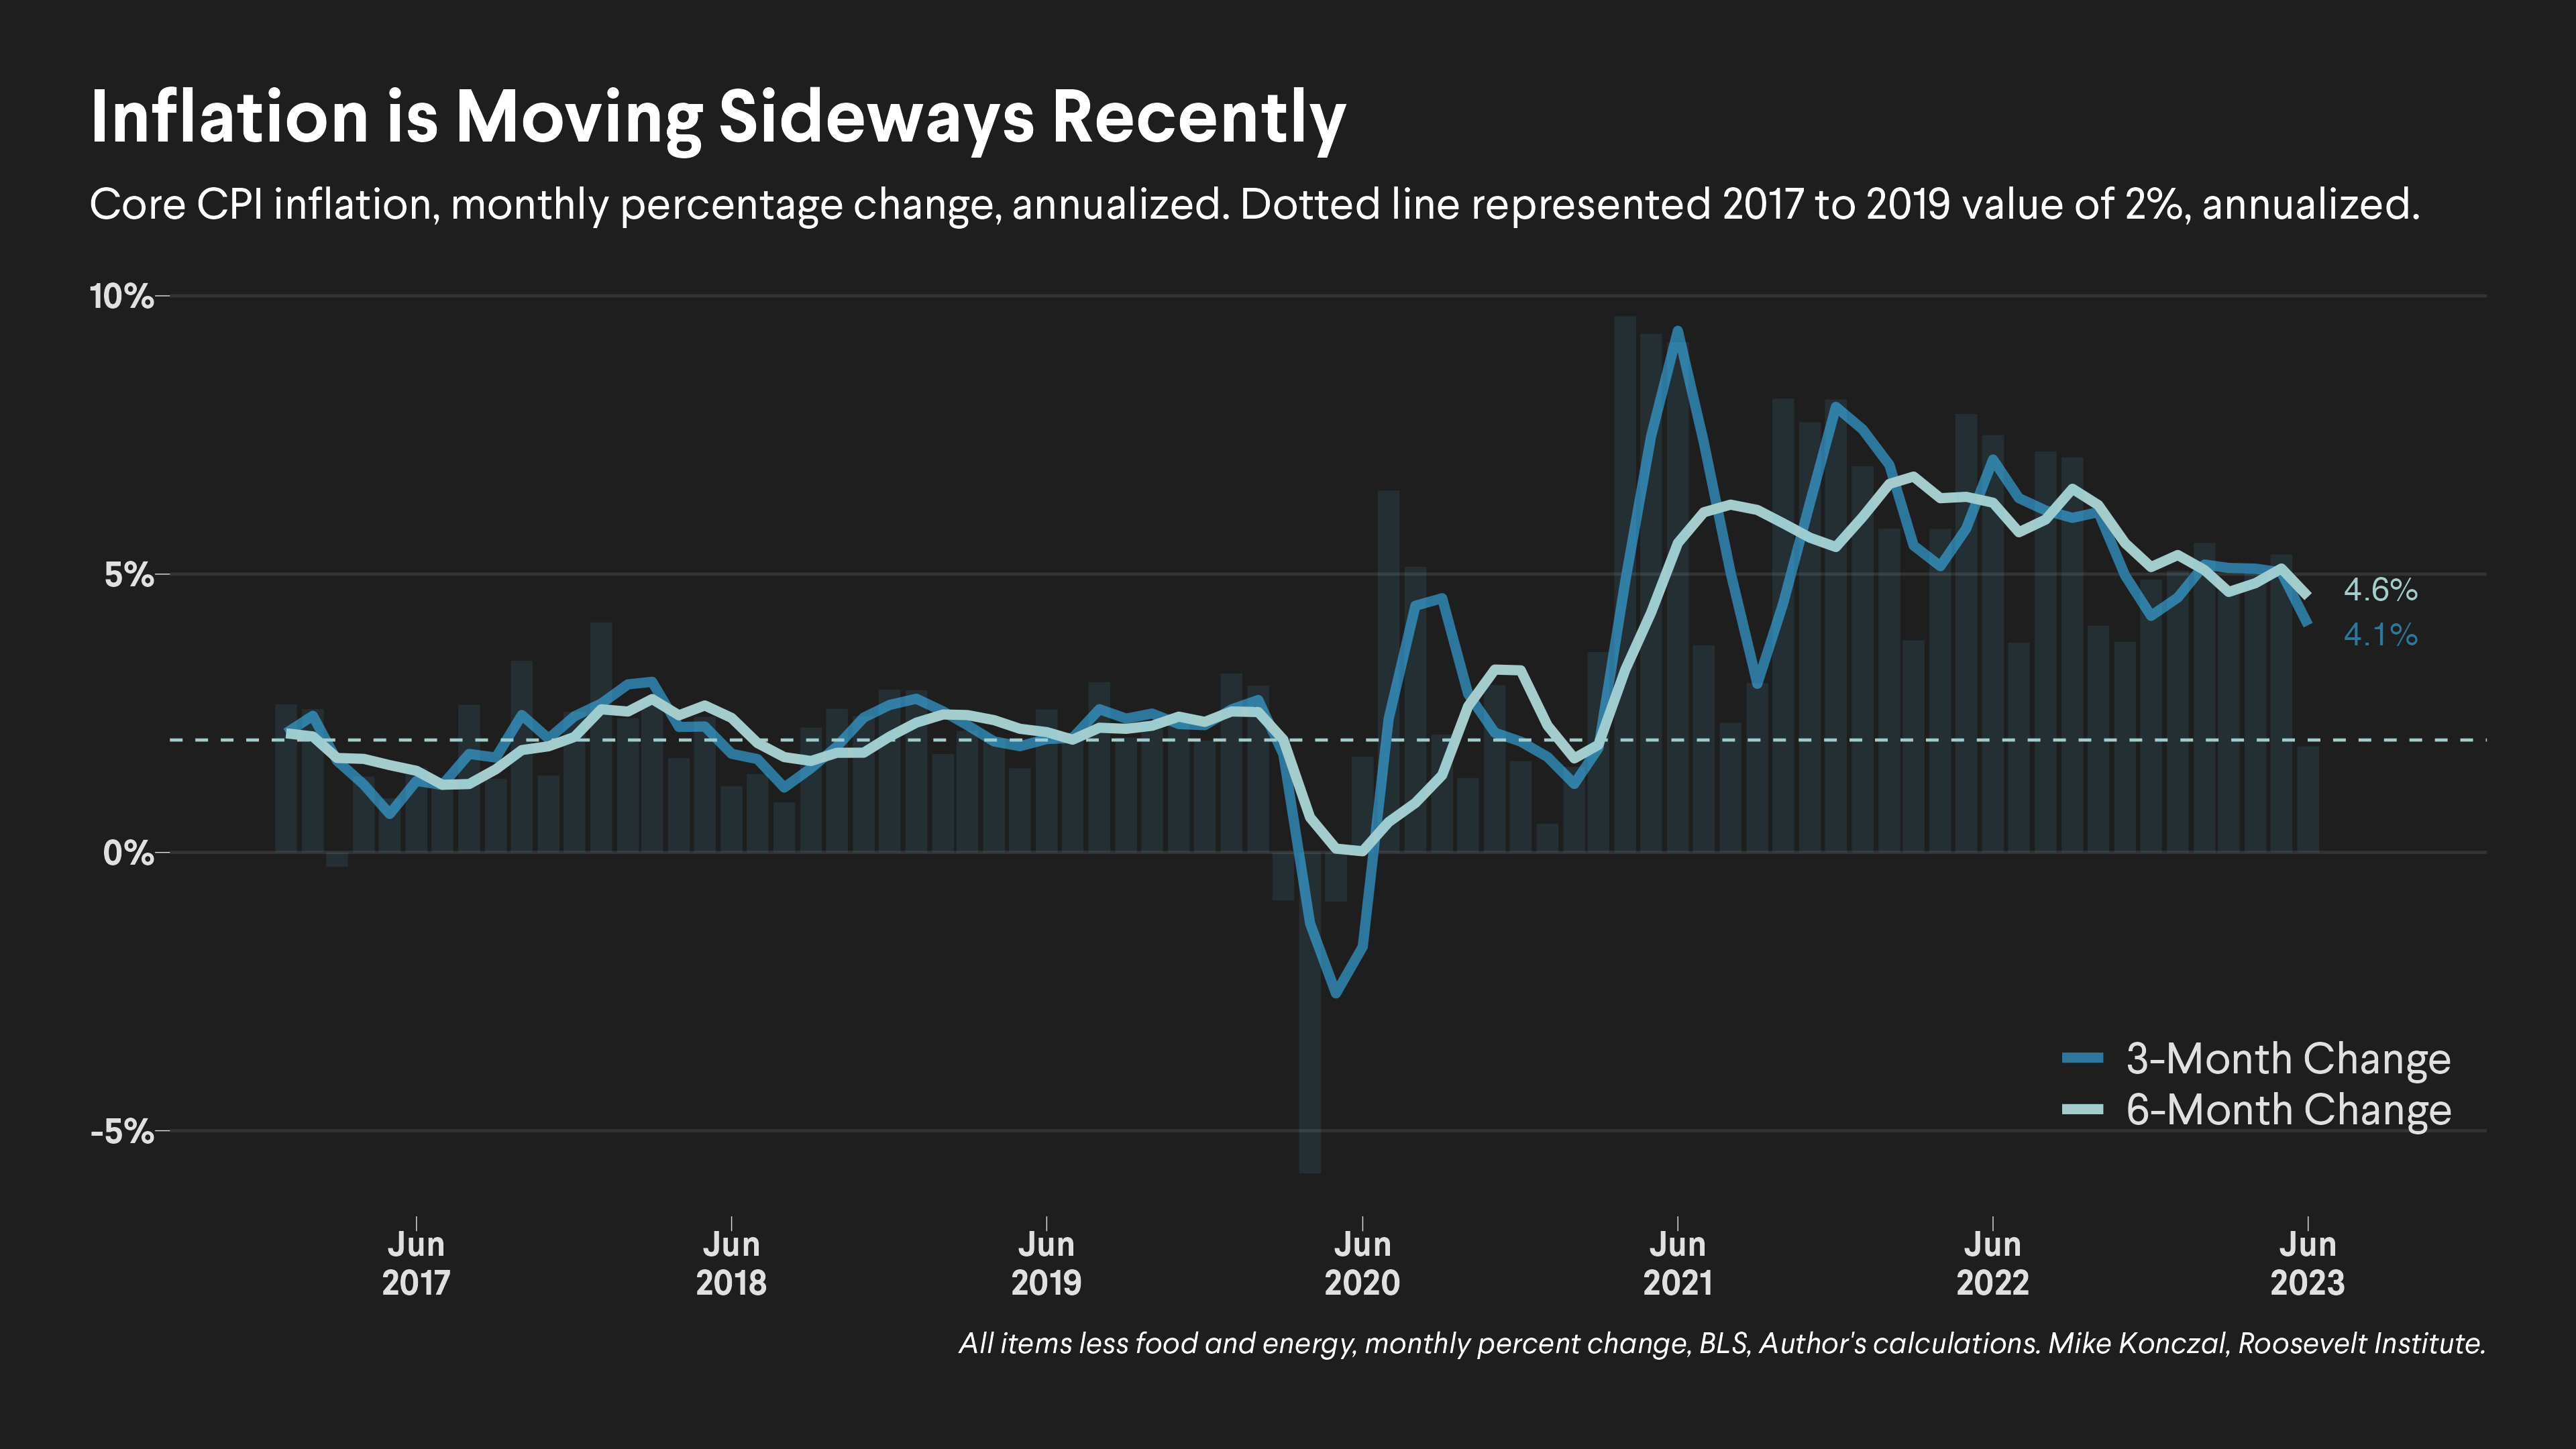 Inflation is Moving Sideways Recently
Core CPI inflation, monthly percentage change, annualized. Dotted line represented 2017 to 2019 value of 2%, annualized.
10%
5%
0%
-5%
4.6%
4.1%
3-Month Change
6-Month Change
Jun
2017
Jun
2018
Jun
2019
Jun
2020
Jun
2021
Jun
2022
Jun
2023
All items less food and energy, monthly percent change, BLS, Author's calculations. Mike Konczal, Roosevelt Institute.